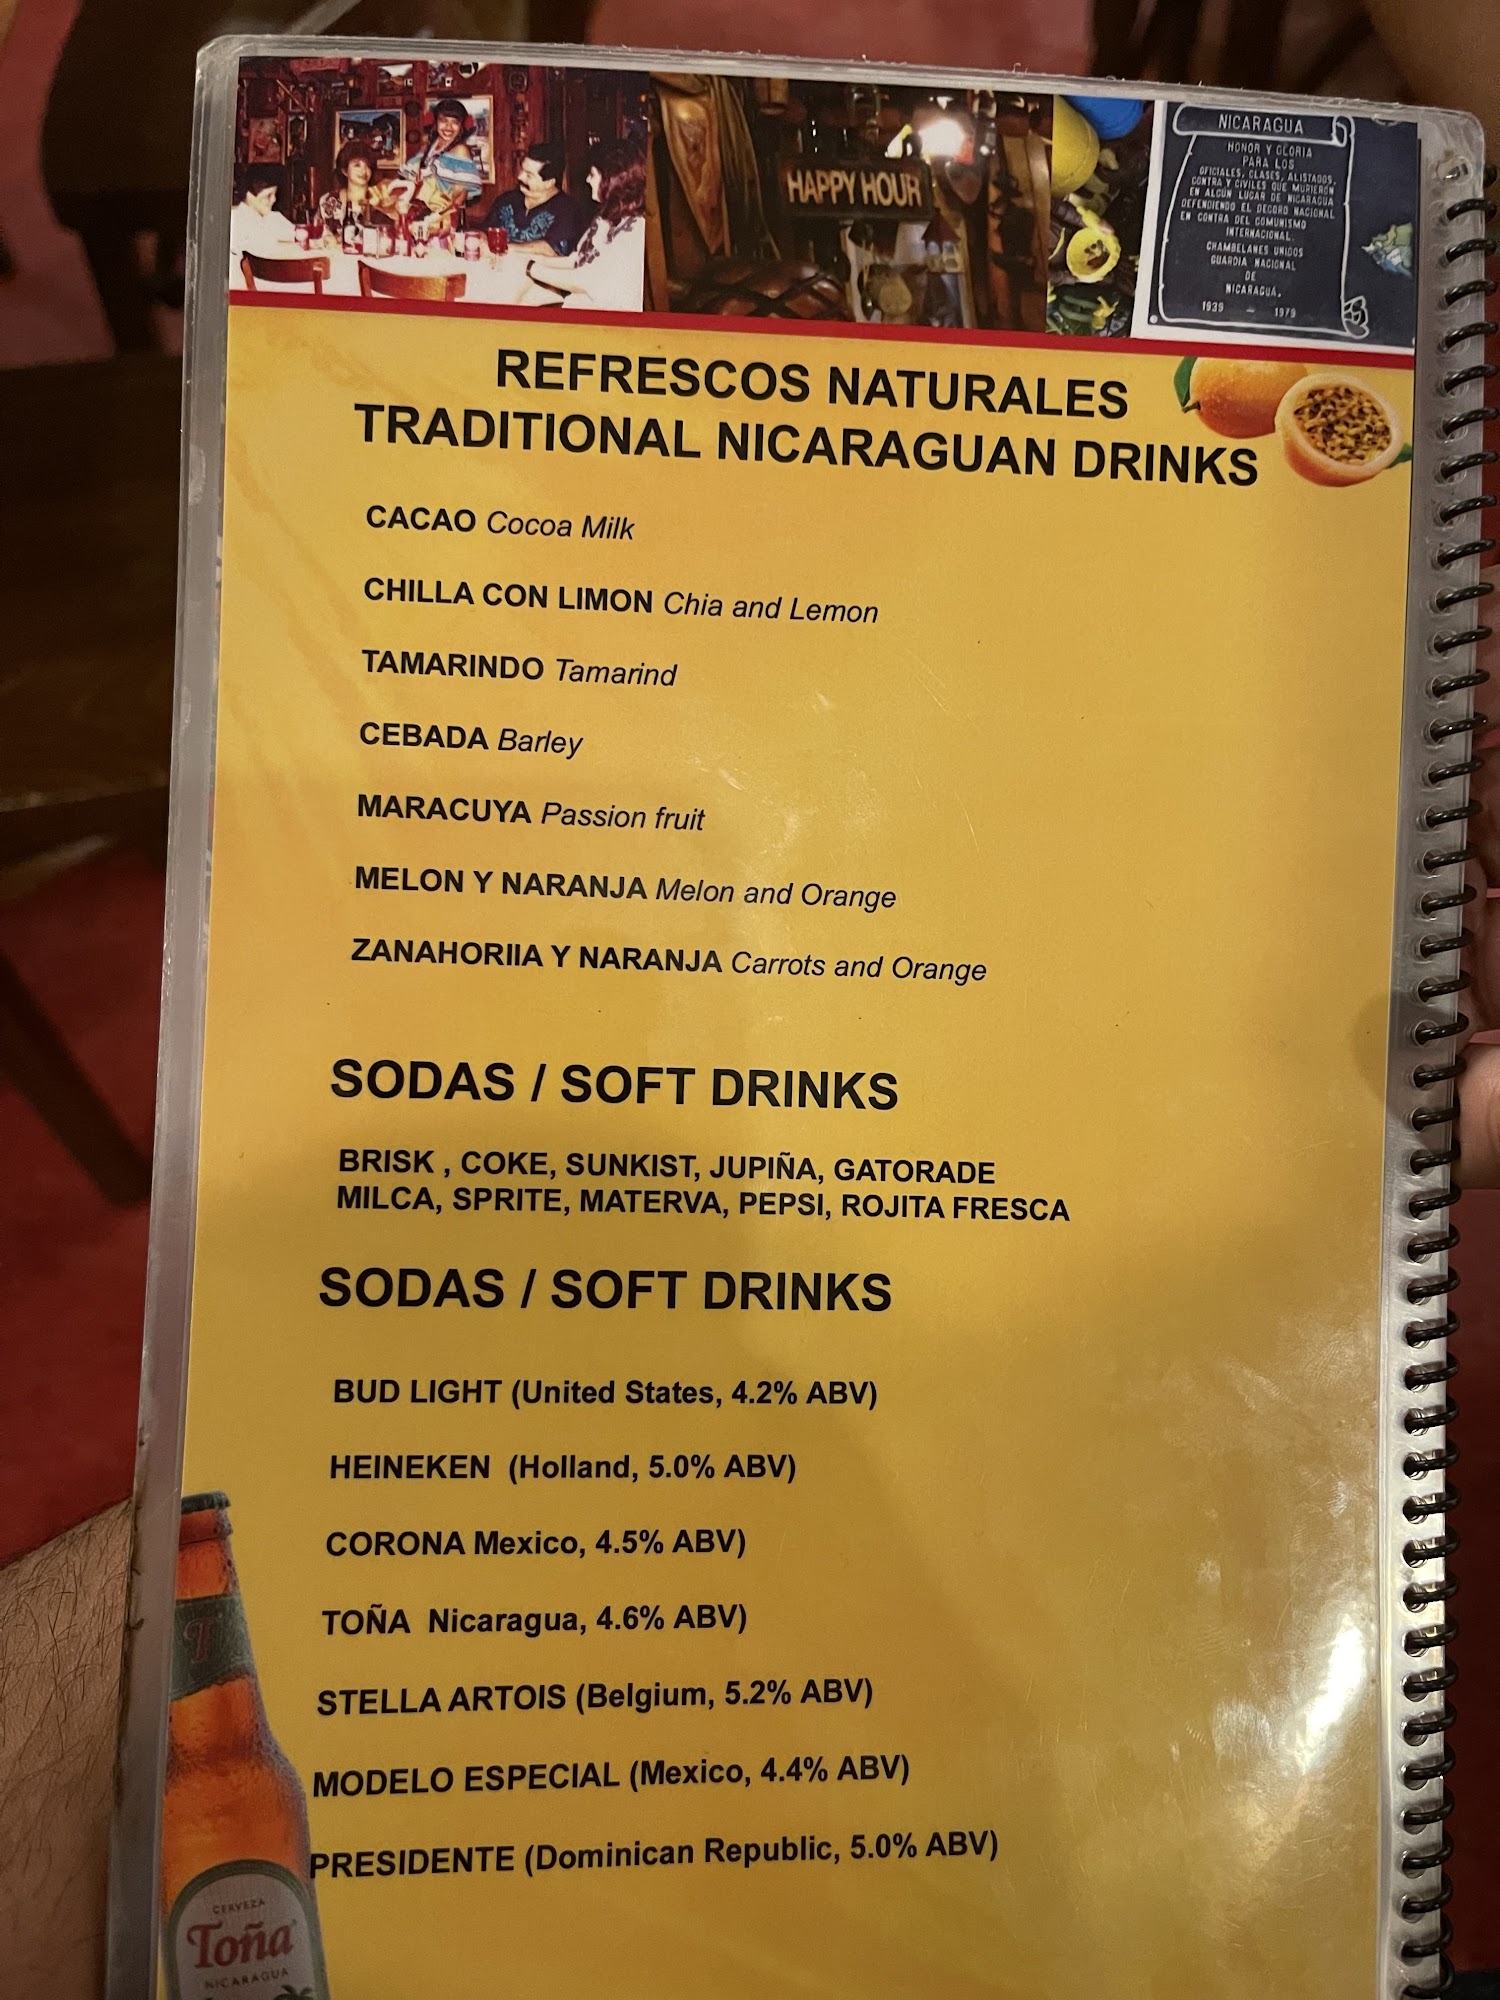 HAPPY HOUR
NICARAGUA
HONOR Y GLORIA
PARA LOS
OFICIALES, CLASES, ALISTADOS,
CONTRA Y CIVILES QUE MURIERON
EN ALGÚN LUGAR DE NICARAGUA
DEFENDIENDO EL DECORO NACIONAL
EN CONTRA DEL COMUNISMO
INTERNACIONAL.
CHAMBELANES UNIDOS
GUARDIA NACIONAL
DE
NICARAGUA.
1939 - 1979
REFRESCOS NATURALES
TRADITIONAL NICARAGUAN DRINKS
CACAO Cocoa Milk
CHILLA CON LIMON Chia and Lemon
TAMARINDO Tamarind
CEBADA Barley
MARACUYA Passion fruit
MELON Y NARANJA Melon and Orange
ZANAHORIIA Y NARANJA Carrots and Orange
SODAS / SOFT DRINKS
BRISK , COKE, SUNKIST, JUPIÑA, GATORADE
MILCA, SPRITE, MATERVA, PEPSI, ROJITA FRESCA
SODAS / SOFT DRINKS
BUD LIGHT (United States, 4.2% ABV)
HEINEKEN (Holland, 5.0% ABV)
CORONA Mexico, 4.5% ABV)
TOÑA Nicaragua, 4.6% ABV)
STELLA ARTOIS (Belgium, 5.2% ABV)
MODELO ESPECIAL (Mexico, 4.4% ABV)
PRESIDENTE (Dominican Republic, 5.0% ABV)
T
CERVEZA
Toña
NICARAGUA